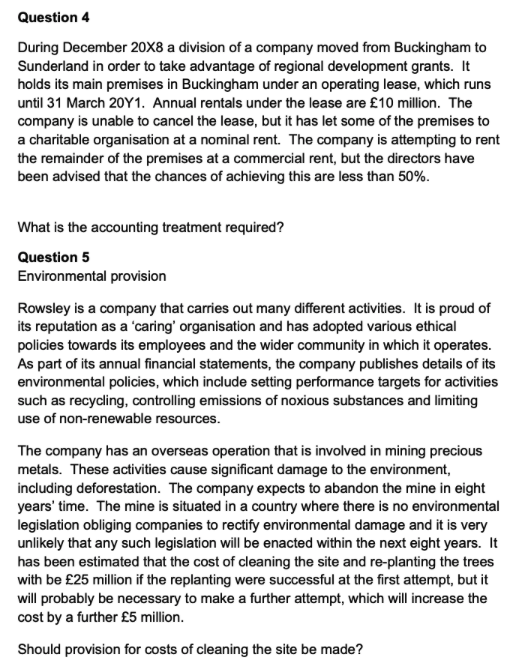 Question 4
During December 20X8 a division of a company moved from Buckingham to
Sunderland in order to take advantage of regional development grants.  It
holds its main premises in Buckingham under an operating lease, which runs
until 31 March 20Y1.  Annual rentals under the lease are £10 million.  The
company is unable to cancel the lease, but it has let some of the premises to
a charitable organisation at a nominal rent.  The company is attempting to rent
the remainder of the premises at a commercial rent, but the directors have
been advised that the chances of achieving this are less than 50%.
What is the accounting treatment required?
Question 5
Environmental provision
Rowsley is a company that carries out many different activities.  It is proud of
its reputation as a ‘caring’ organisation and has adopted various ethical
policies towards its employees and the wider community in which it operates.
As part of its annual financial statements, the company publishes details of its
environmental policies, which include setting performance targets for activities
such as recycling, controlling emissions of noxious substances and limiting
use of non-renewable resources.
The company has an overseas operation that is involved in mining precious
metals.  These activities cause significant damage to the environment,
including deforestation.  The company expects to abandon the mine in eight
years’ time.  The mine is situated in a country where there is no environmental
legislation obliging companies to rectify environmental damage and it is very
unlikely that any such legislation will be enacted within the next eight years.  It
has been estimated that the cost of cleaning the site and re-planting the trees
with be £25 million if the replanting were successful at the first attempt, but it
will probably be necessary to make a further attempt, which will increase the
cost by a further £5 million.
Should provision for costs of cleaning the site be made?